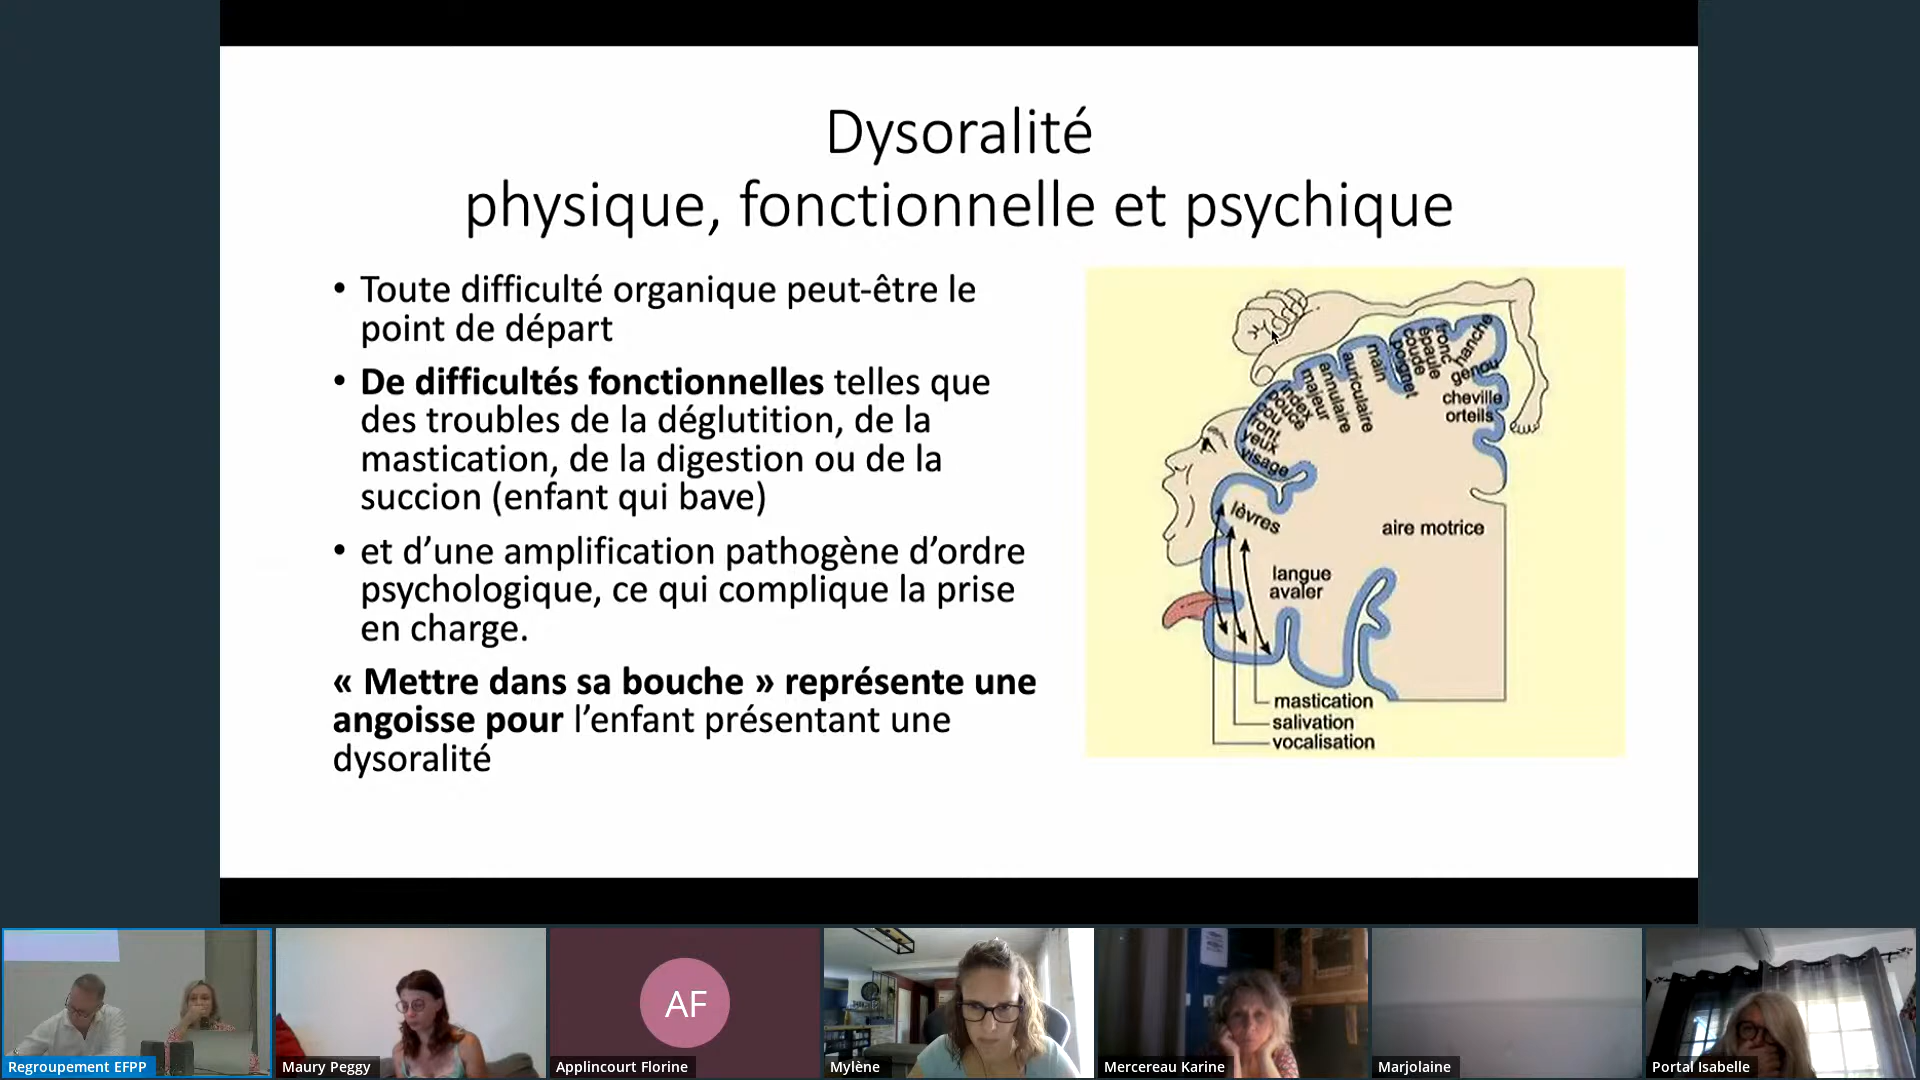 Dysoralité
physique, fonctionnelle et psychique
• Toute difficulté organique peut-être le
point de départ
• De difficultés fonctionnelles telles que
des troubles de la déglutition, de la
mastication, de la digestion ou de la
succion (enfant qui bave)
• et d’une amplification pathogène d’ordre
psychologique, ce qui complique la prise
en charge.
« Mettre dans sa bouche » représente une
angoisse pour l’enfant présentant une
dysoralité
hanche
tronc
épaule
coude
poignet
main
auriculaire
annulaire
majeur
index
pouce
cou
front
yeux
visage
genou
cheville
orteils
lèvres
aire motrice
langue
avaler
mastication
salivation
vocalisation
AF
Regroupement EFPP
Maury Peggy
Applincourt Florine
Mylène
Mercereau Karine
Marjolaine
Portal Isabelle